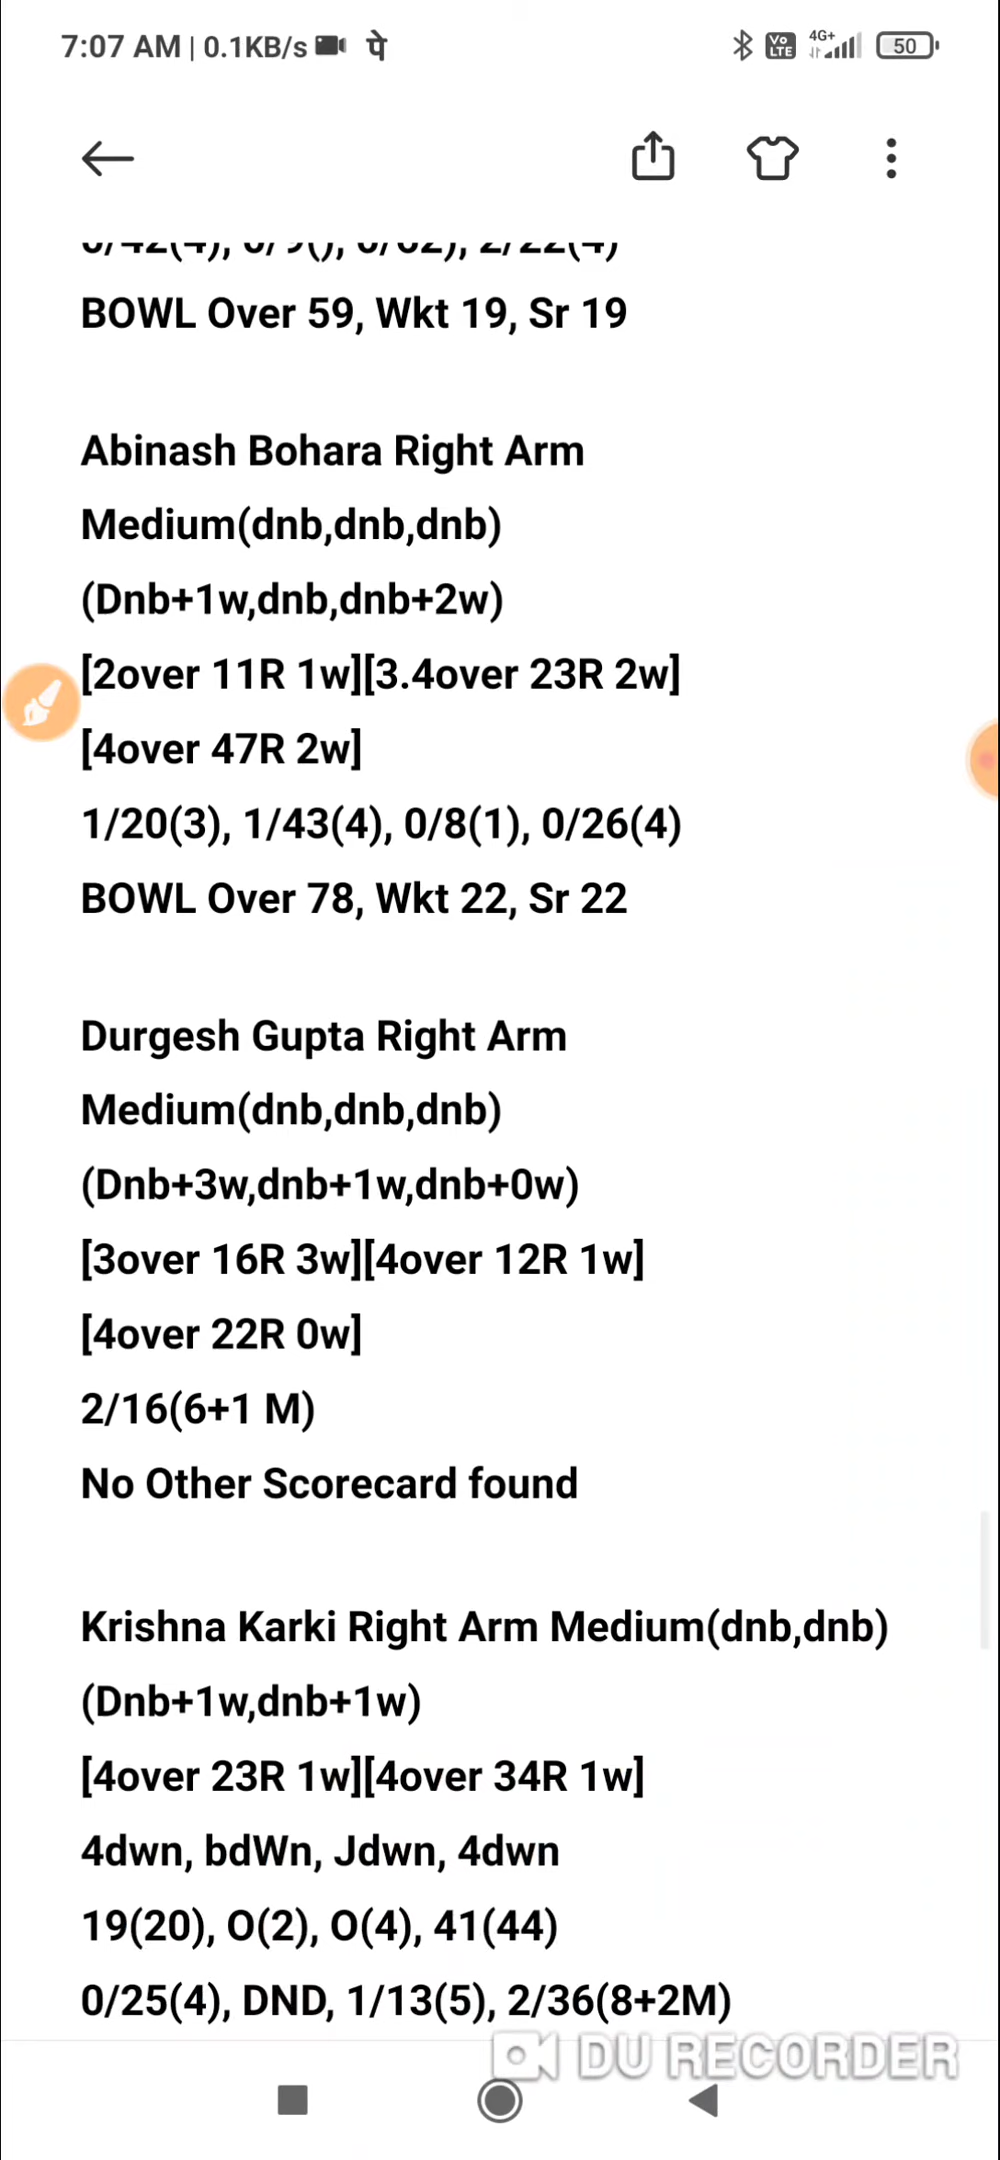 7:07 AM | 0.1KB/s पे Vo LTE 4G+ 50
BOWL Over 59, Wkt 19, Sr 19
Abinash Bohara Right Arm
Medium(dnb,dnb,dnb)
(Dnb+1w,dnb,dnb+2w)
[2over 11R 1w][3.4over 23R 2w]
[4over 47R 2w]
1/20(3), 1/43(4), 0/8(1), 0/26(4)
BOWL Over 78, Wkt 22, Sr 22
Durgesh Gupta Right Arm
Medium(dnb,dnb,dnb)
(Dnb+3w,dnb+1w,dnb+0w)
[3over 16R 3w][4over 12R 1w]
[4over 22R 0w]
2/16(6+1 M)
No Other Scorecard found
Krishna Karki Right Arm Medium(dnb,dnb)
(Dnb+1w,dnb+1w)
[4over 23R 1w][4over 34R 1w]
4dwn, bdWn, Jdwn, 4dwn
19(20), O(2), O(4), 41(44)
0/25(4), DND, 1/13(5), 2/36(8+2M)
DU RECORDER